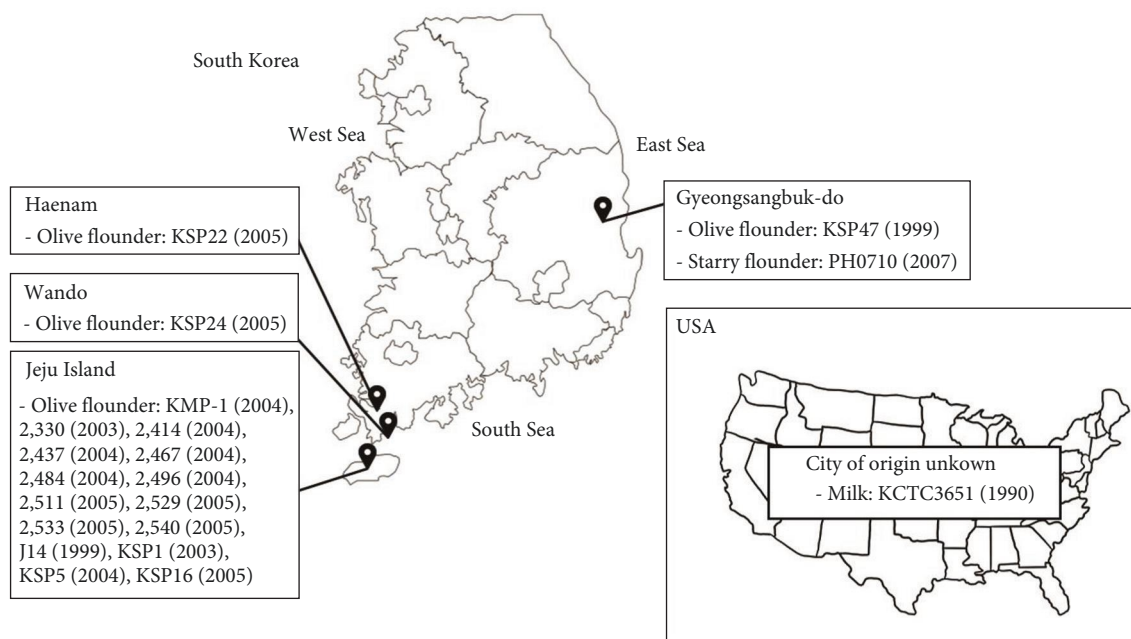 South Korea
West Sea
East Sea
Haenam
- Olive flounder: KSP22 (2005)
Gyeongsangbuk-do
- Olive flounder: KSP47 (1999)
- Starry flounder: PH0710 (2007)
Wando
- Olive flounder: KSP24 (2005)
Jeju Island
- Olive flounder: KMP-1 (2004),
2,330 (2003), 2,414 (2004),
2,437 (2004), 2,467 (2004),
2,484 (2004), 2,496 (2004),
2,511 (2005), 2,529 (2005),
2,533 (2005), 2,540 (2005),
J14 (1999), KSP1 (2003),
KSP5 (2004), KSP16 (2005)
South Sea
USA
City of origin unkown
- Milk: KCTC3651 (1990)